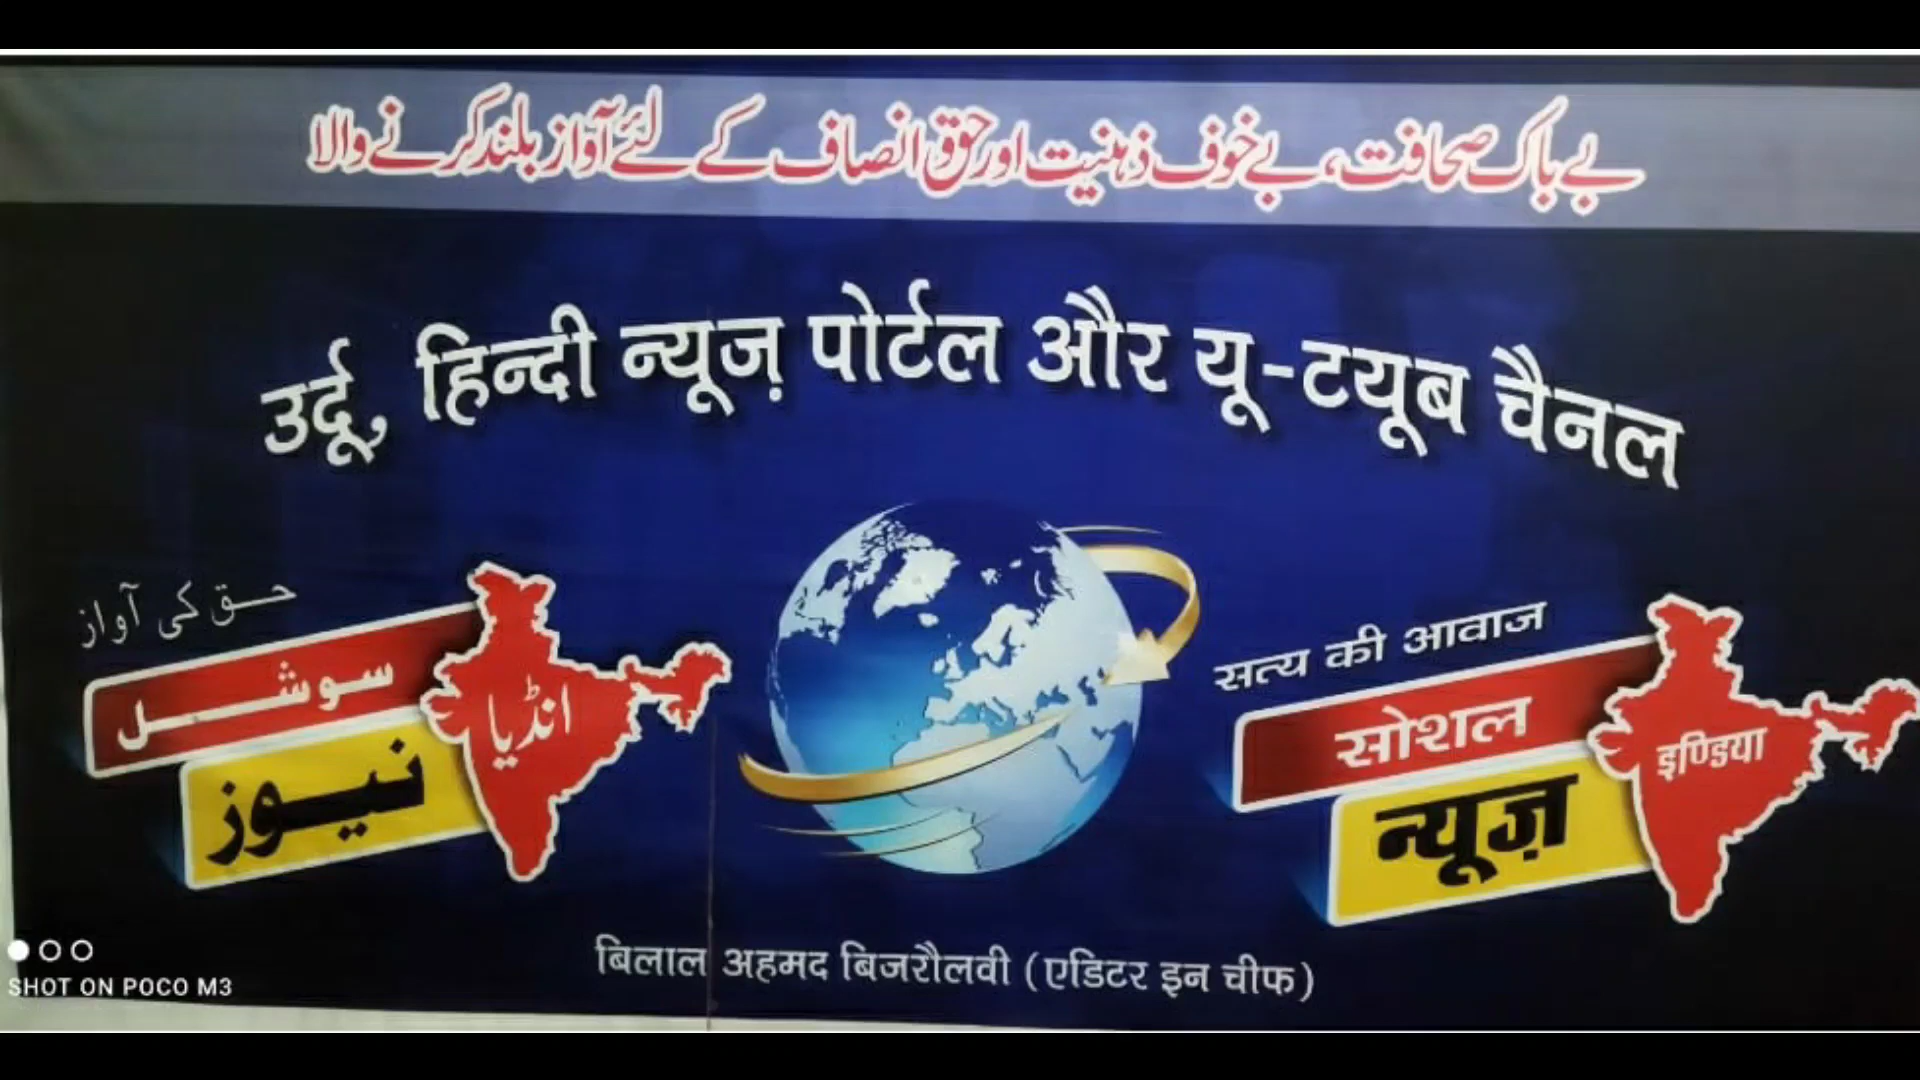 بے باک صحافت، بے خوف ذہنیت اور حق و انصاف کے لئے آواز بلند کرنے والا
उर्दू, हिन्दी न्यूज़ पोर्टल और यू-टयूब चैनल
حق کی آواز
سوشل
انڈیا
نیوز
सत्य की आवाज
सोशल
इण्डिया
न्यूज़
बिलाल अहमद बिजरौलवी (एडिटर इन चीफ)
SHOT ON POCO M3